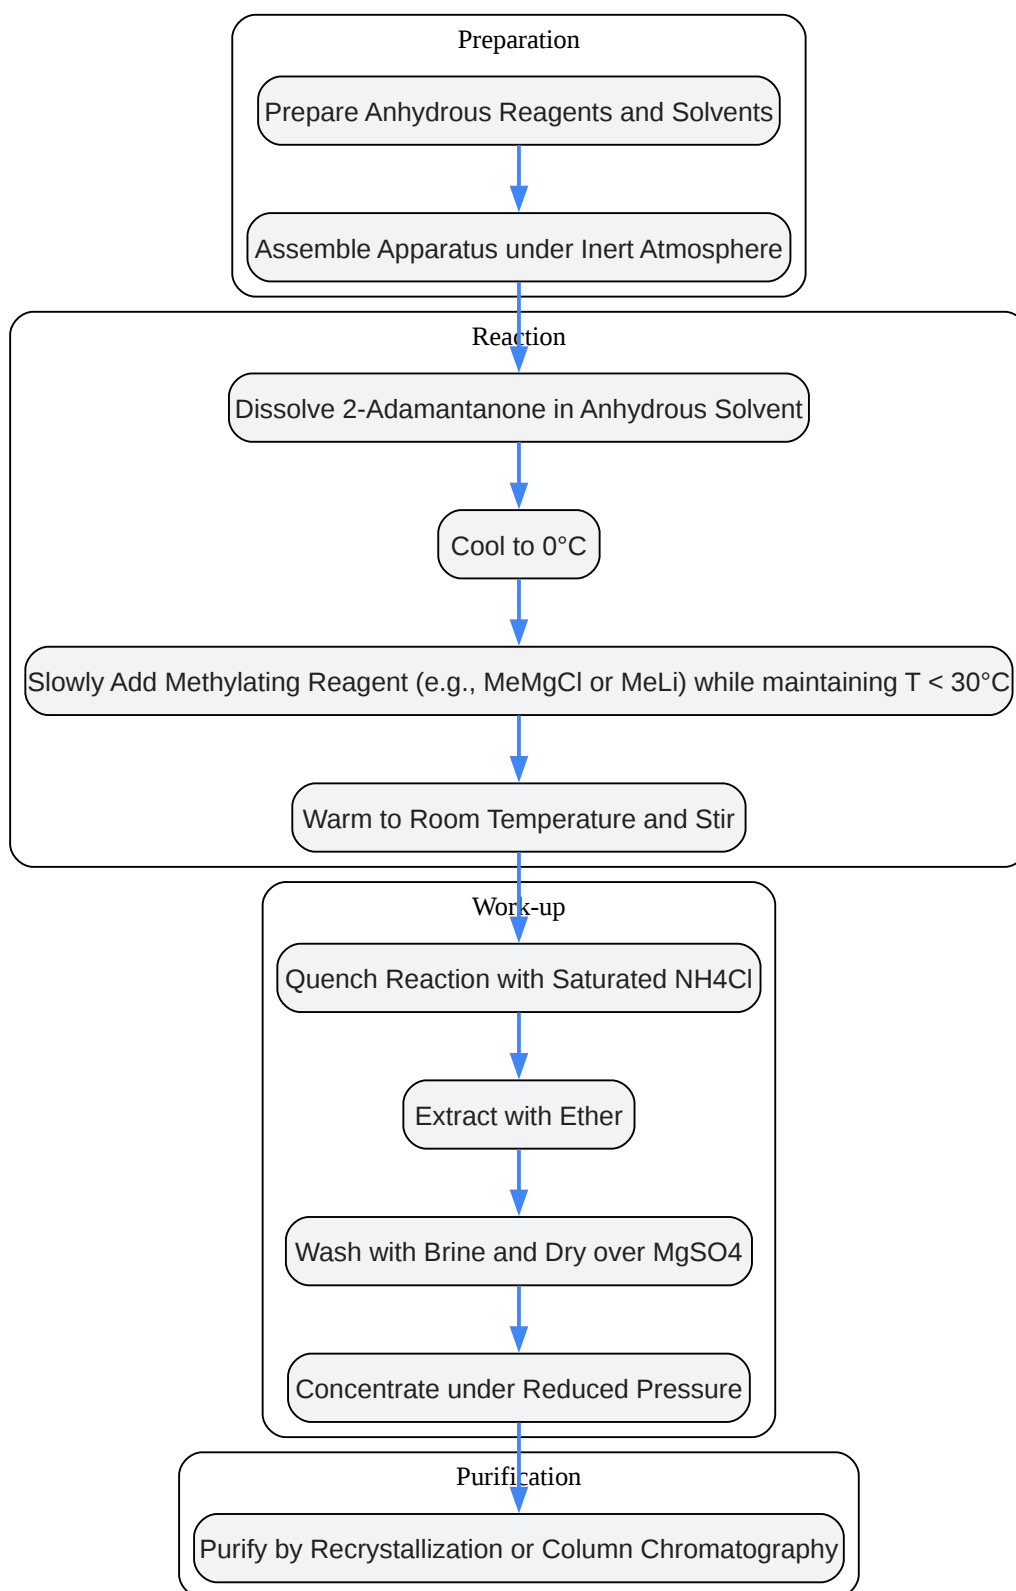 Preparation
Prepare Anhydrous Reagents and Solvents
Assemble Apparatus under Inert Atmosphere
Reaction
Dissolve 2-Adamantanone in Anhydrous Solvent
Cool to 0°C
Slowly Add Methylating Reagent (e.g., MeMgCl or MeLi) while maintaining T < 30°C
Warm to Room Temperature and Stir
Work-up
Quench Reaction with Saturated NH4Cl
Extract with Ether
Wash with Brine and Dry over MgSO4
Concentrate under Reduced Pressure
Purification
Purify by Recrystallization or Column Chromatography